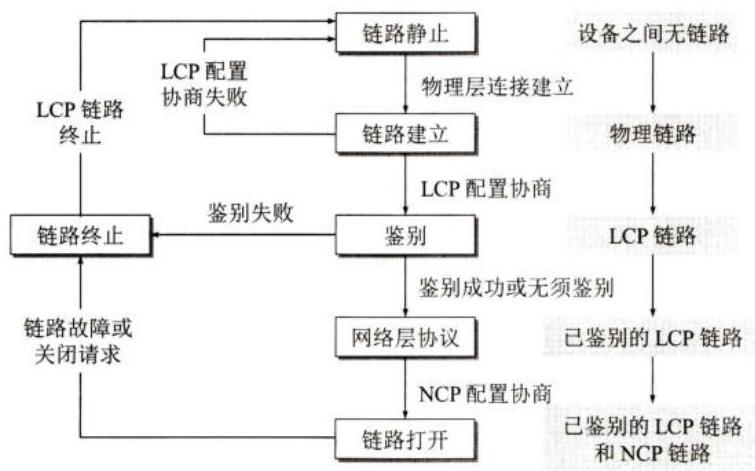 链路静止
设备之间无链路
LCP 配置
协商失败
物理层连接建立
LCP 链路
终止
链路建立
物理链路
LCP 配置协商
鉴别失败
链路终止
鉴别
LCP 链路
鉴别成功或无须鉴别
链路故障或
关闭请求
网络层协议
已鉴别的 LCP 链路
NCP 配置协商
链路打开
已鉴别的 LCP 链路
和 NCP 链路